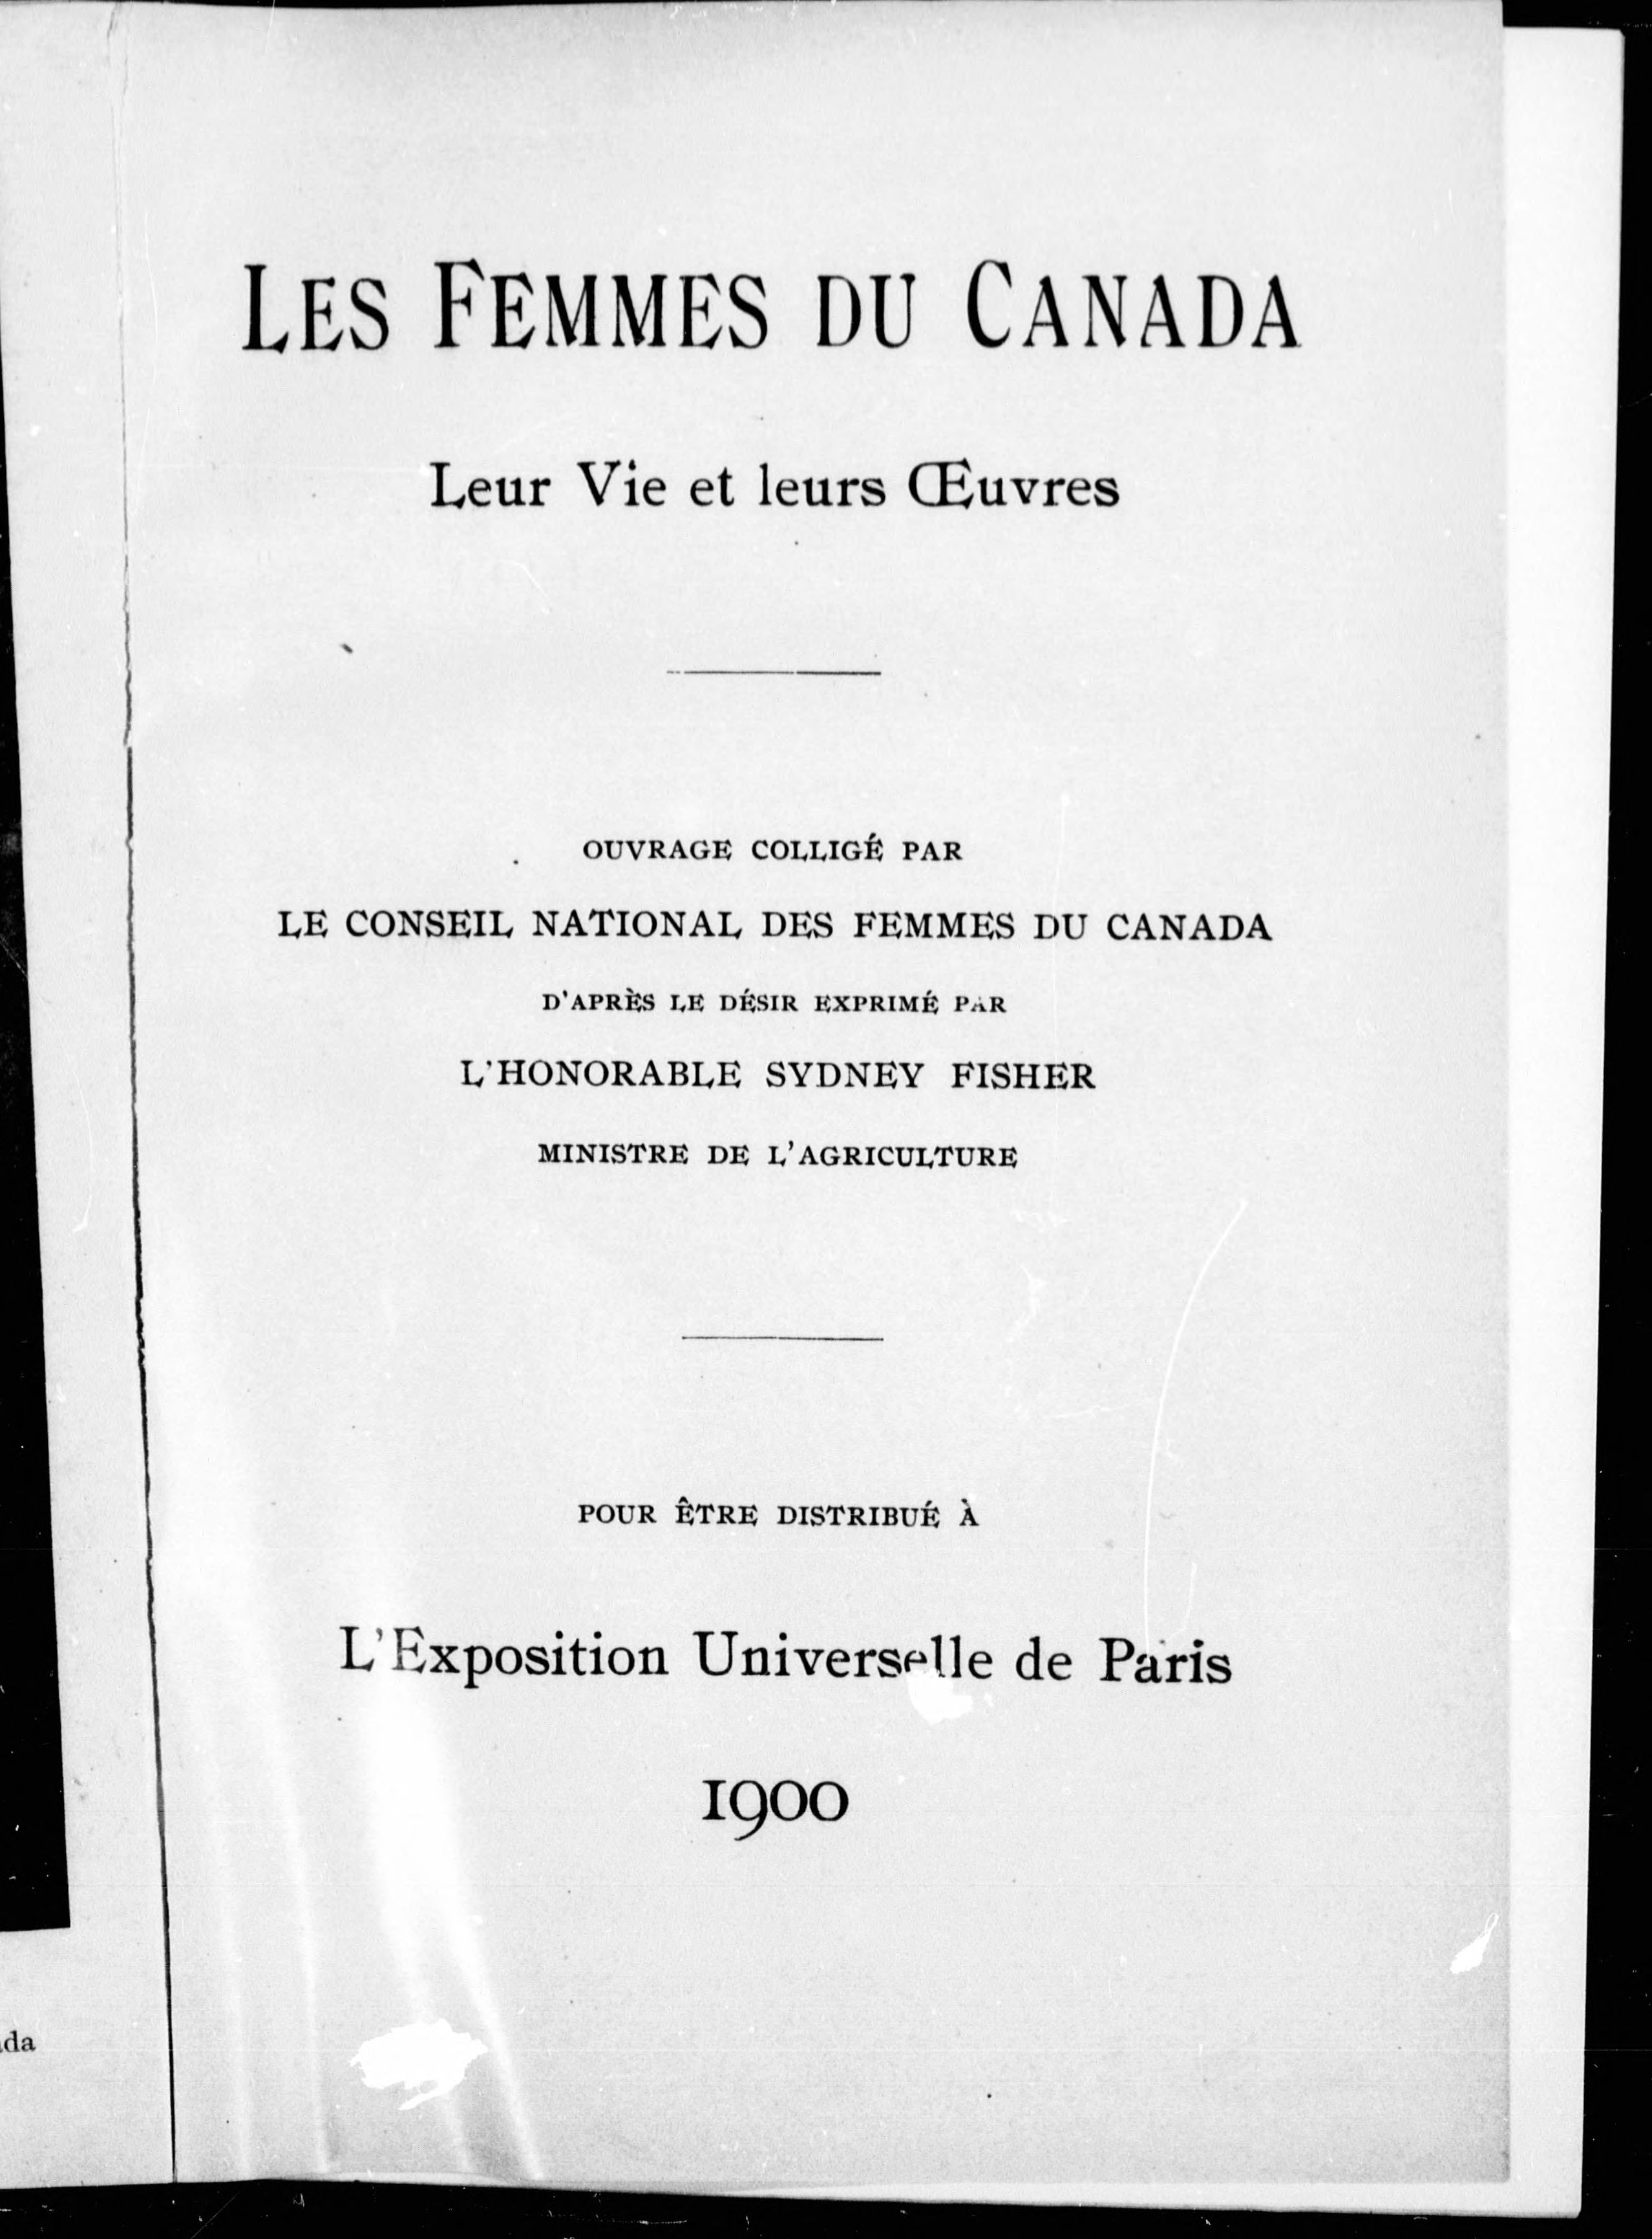 LES FEMMES DU CANADA
Leur Vie et leurs Œuvres
OUVRAGE COLLIGÉ PAR
LE CONSEIL NATIONAL DES FEMMES DU CANADA
D'APRÈS LE DÉSIR EXPRIMÉ PAR
L'HONORABLE SYDNEY FISHER
MINISTRE DE L'AGRICULTURE
POUR ÊTRE DISTRIBUÉ À
L'Exposition Universelle de Paris
1900